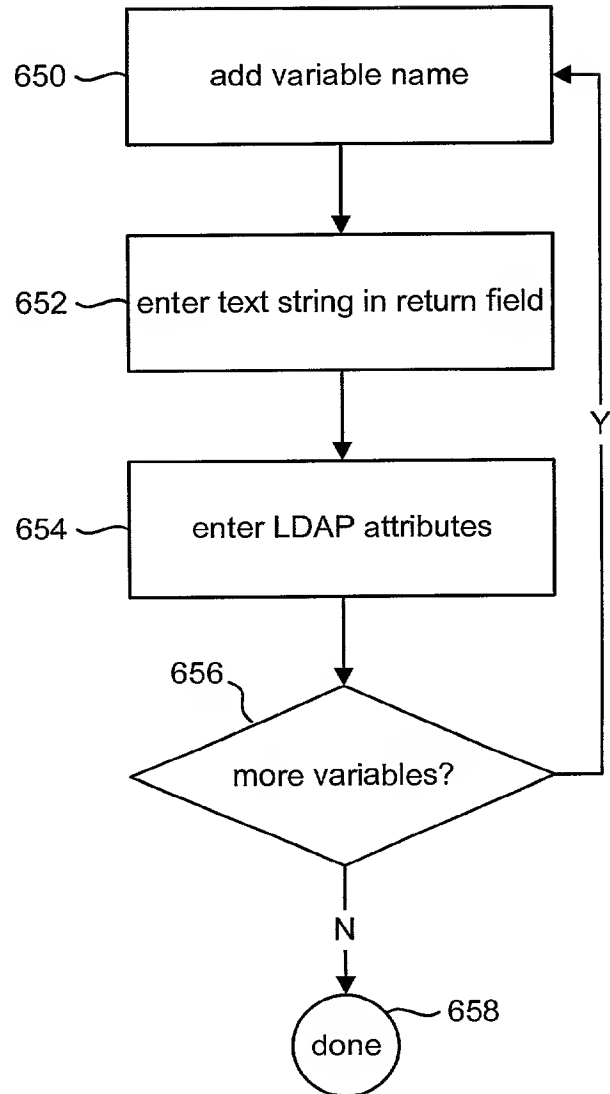 650
add variable name
652
enter text string in return field
654
enter LDAP attributes
656
more variables?
Y
N
658
done